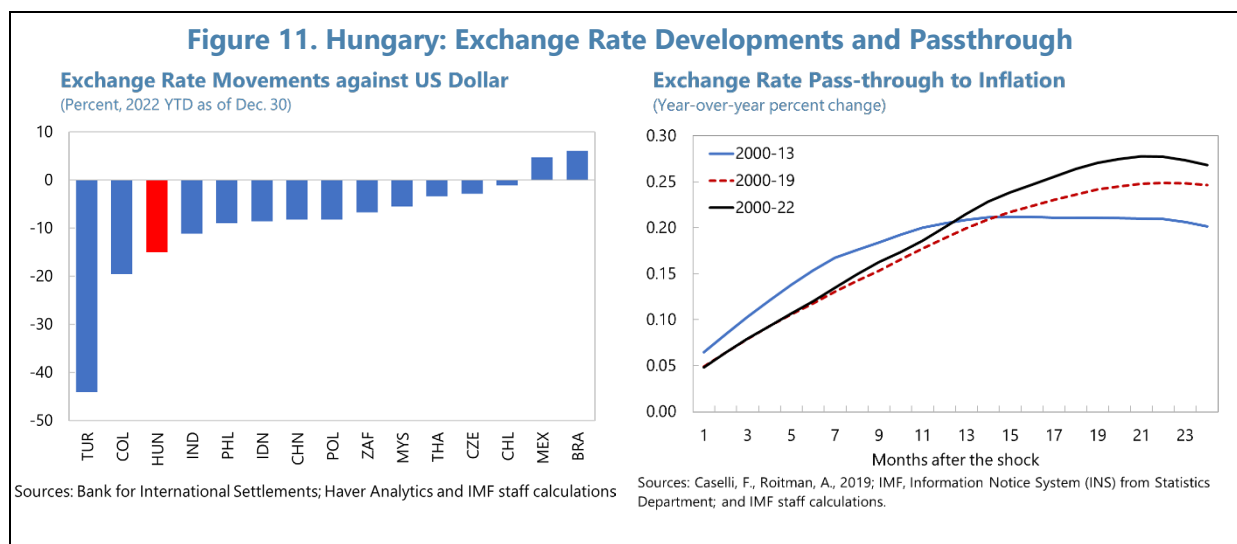 Figure 11. Hungary: Exchange Rate Developments and Passthrough
Exchange Rate Movements against US Dollar
(Percent, 2022 YTD as of Dec. 30)
10
0
-10
-20
-30
-40
-50
TUR
COL
HUN
IND
PHL
IDN
CHN
POL
ZAF
MYS
THA
CZE
CHL
MEX
BRA
Sources: Bank for International Settlements; Haver Analytics and IMF staff calculations
Exchange Rate Pass-through to Inflation
(Year-over-year percent change)
0.30
0.25
0.20
0.15
0.10
0.05
0.00
2000-13
2000-19
2000-22
1 3 5 7 9 11 13 15 17 19 21 23
Months after the shock
Sources: Caselli, F., Roitman, A., 2019; IMF, Information Notice System (INS) from Statistics
Department; and IMF staff calculations.